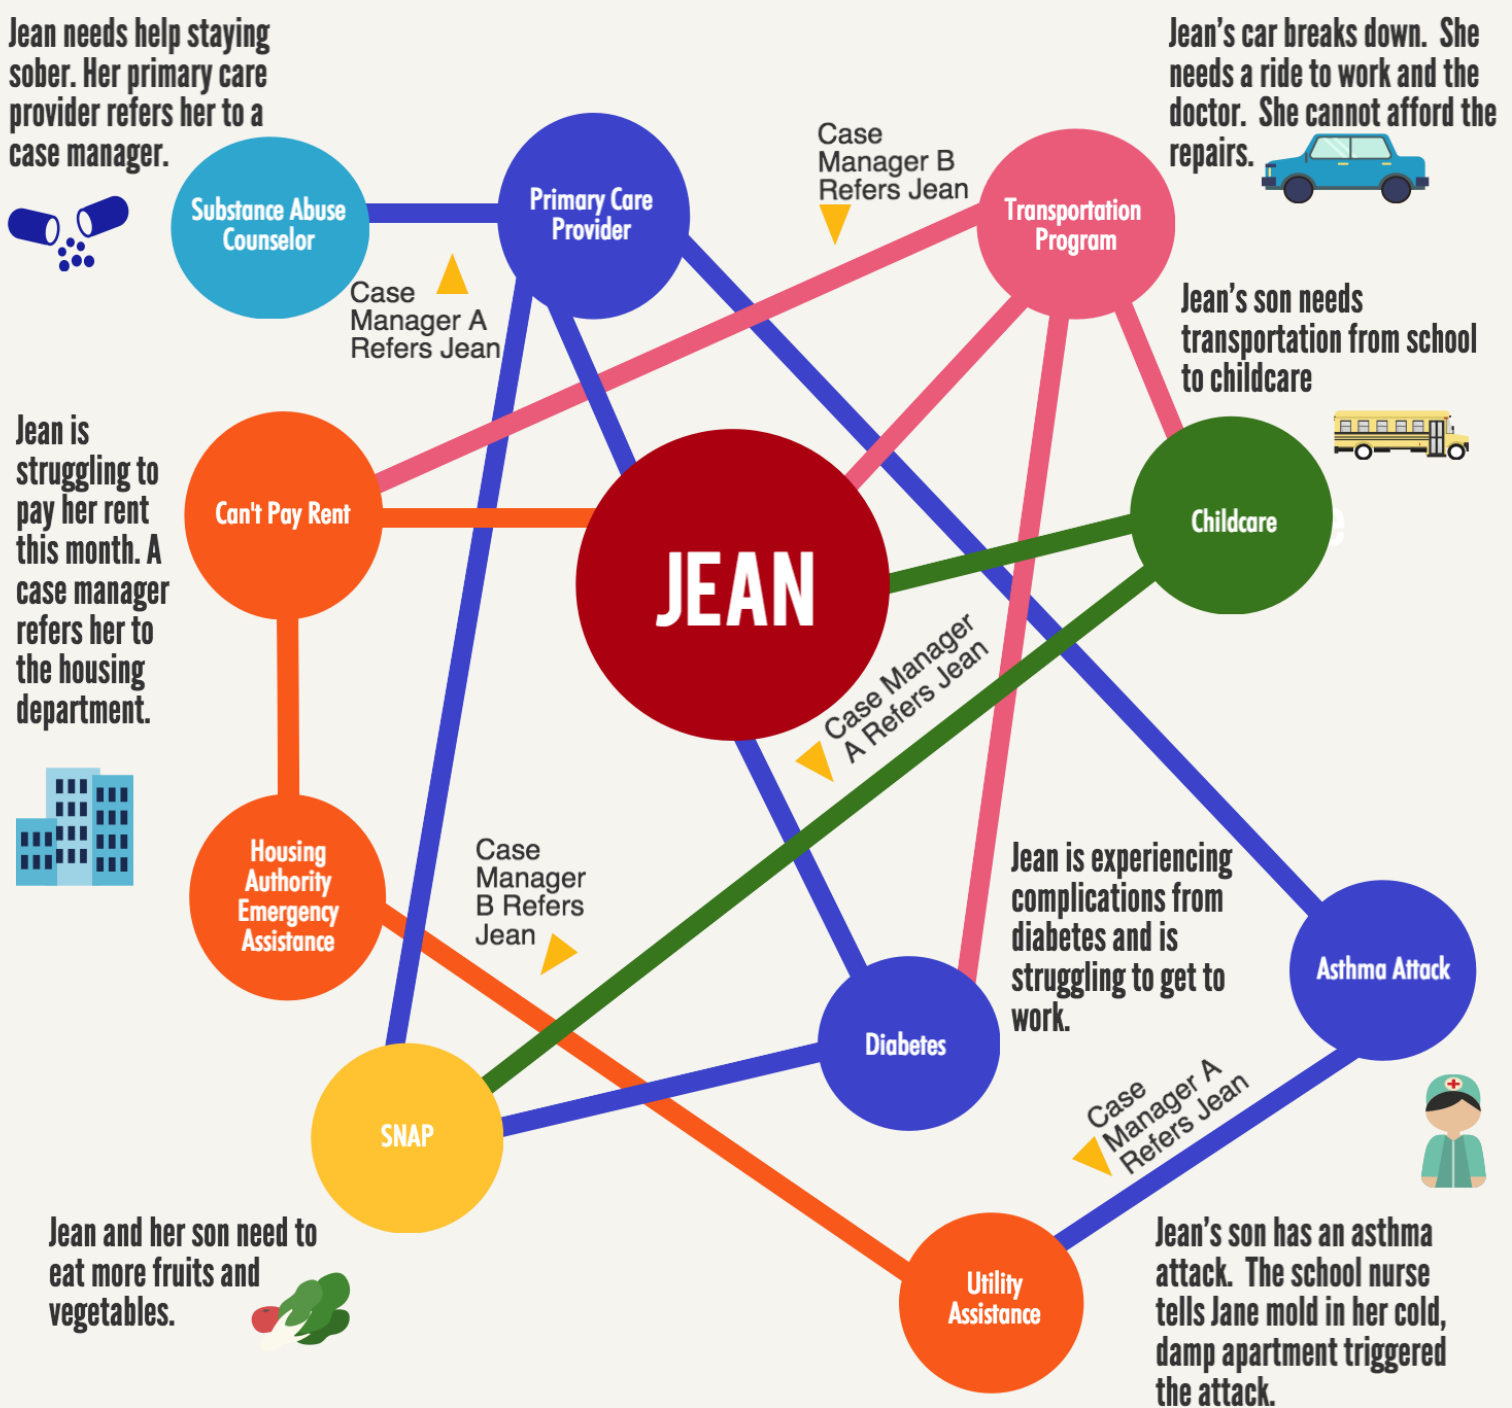 Jean needs help staying
sober. Her primary care
provider refers her to a
case manager.
Jean's car breaks down. She
needs a ride to work and the
doctor. She cannot afford the
repairs.
Substance Abuse
Counselor
Primary Care
Provider
Case
Manager B
Refers Jean
Transportation
Program
Case
Manager A
Refers Jean
Jean's son needs
transportation from school
to childcare
Jean is
struggling to
pay her rent
this month. A
case manager
refers her to
the housing
department.
Can't Pay Rent
JEAN
Childcare
e
Case Manager
A Refers Jean
Housing
Authority
Emergency
Assistance
Case
Manager
B Refers
Jean
Jean is experiencing
complications from
diabetes and is
struggling to get to
work.
Asthma Attack
Diabetes
SNAP
Case
Manager A
Refers Jean
Jean and her son need to
eat more fruits and
vegetables.
Utility
Assistance
Jean's son has an asthma
attack. The school nurse
tells Jane mold in her cold,
damp apartment triggered
the attack.